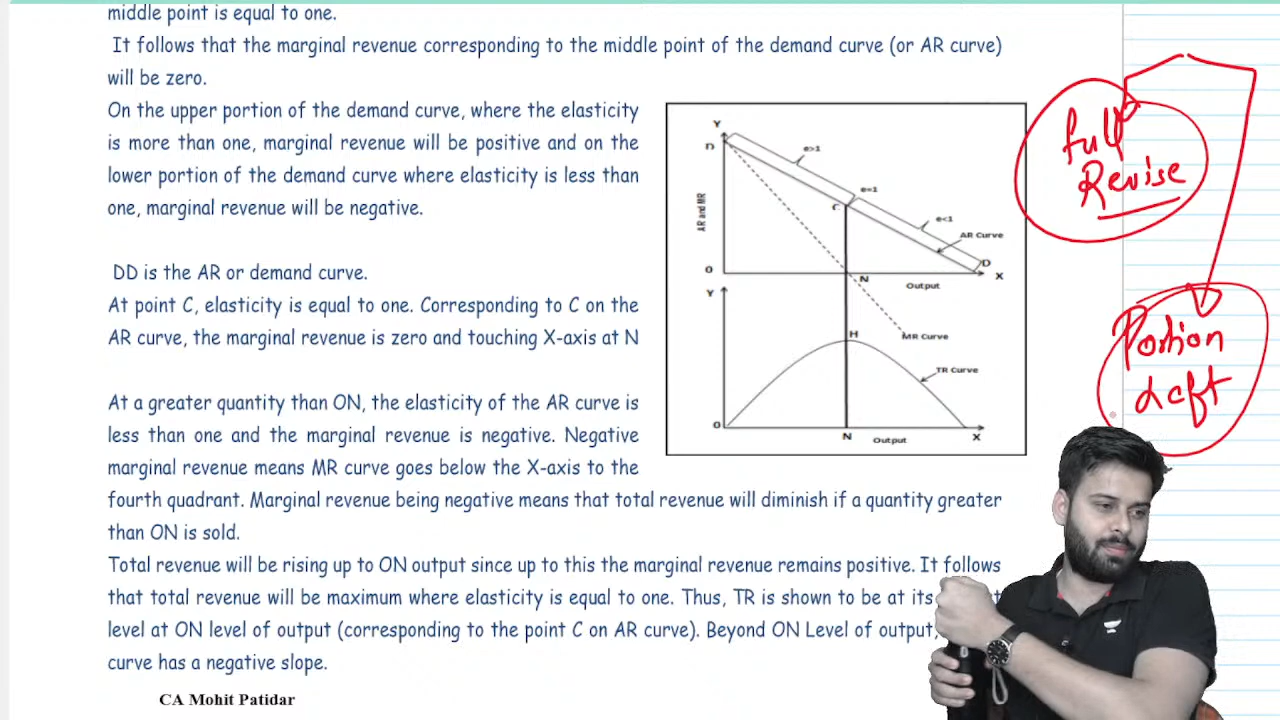 middle point is equal to one.
It follows that the marginal revenue corresponding to the middle point of the demand curve (or AR curve)
will be zero.
On the upper portion of the demand curve, where the elasticity
is more than one, marginal revenue will be positive and on the
lower portion of the demand curve where elasticity is less than
one, marginal revenue will be negative.
DD is the AR or demand curve.
At point C, elasticity is equal to one. Corresponding to C on the
AR curve, the marginal revenue is zero and touching X-axis at N
At a greater quantity than ON, the elasticity of the AR curve is
less than one and the marginal revenue is negative. Negative
marginal revenue means MR curve goes below the X-axis to the
fourth quadrant. Marginal revenue being negative means that total revenue will diminish if a quantity greater
than ON is sold.
Total revenue will be rising up to ON output since up to this the marginal revenue remains positive. It follows
that total revenue will be maximum where elasticity is equal to one. Thus, TR is shown to be at its
level at ON level of output (corresponding to the point C on AR curve). Beyond ON Level of output,
curve has a negative slope.
CA Mohit Patidar
Y
D
e>1
e=1
C
e<1
AR and MR
AR Curve
D
O
N
X
Output
Y
H
MR Curve
TR Curve
O
N
Output
X
full
Revise
Portion
Left